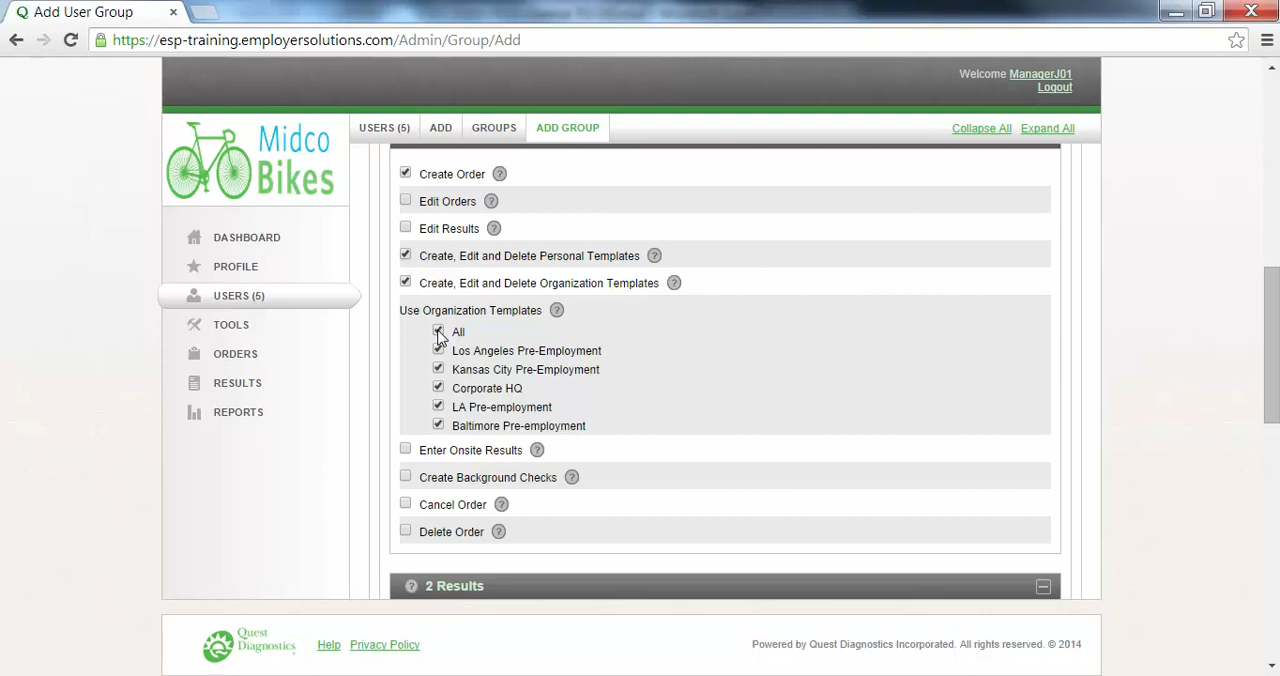 Add User Group
https://esp-training.employersolutions.com/Admin/Group/Add
Welcome ManagerJ01
Logout
Midco Bikes
USERS (5) ADD GROUPS ADD GROUP Collapse All Expand All
DASHBOARD
PROFILE
USERS (5)
TOOLS
ORDERS
RESULTS
REPORTS
Create Order ?
Edit Orders ?
Edit Results ?
Create, Edit and Delete Personal Templates ?
Create, Edit and Delete Organization Templates ?
Use Organization Templates ?
All
Los Angeles Pre-Employment
Kansas City Pre-Employment
Corporate HQ
LA Pre-employment
Baltimore Pre-employment
Enter Onsite Results ?
Create Background Checks ?
Cancel Order ?
Delete Order ?
? 2 Results
Quest Diagnostics Help Privacy Policy Powered by Quest Diagnostics Incorporated. All rights reserved. © 2014